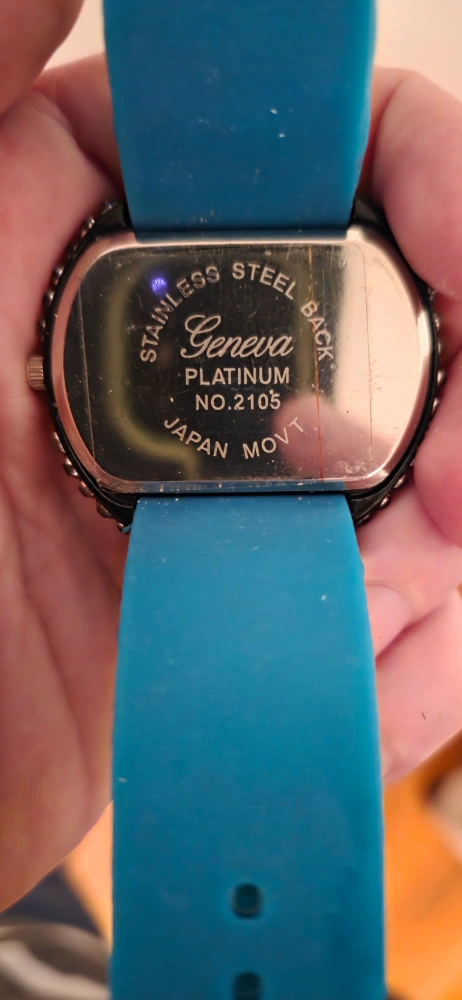 STAINLESS STEEL BACK
Geneva
PLATINUM
NO.2105
JAPAN MOVT